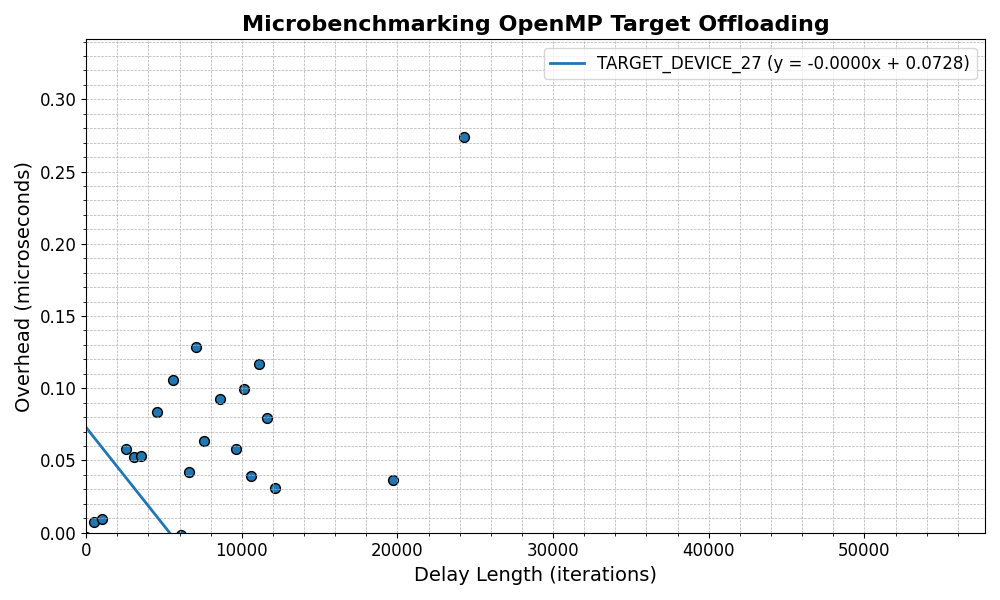 Microbenchmarking OpenMP Target Offloading
TARGET_DEVICE_27 (y = -0.0000x + 0.0728)
Overhead (microseconds)
0.30
0.25
0.20
0.15
0.10
0.05
0.00
0 10000 20000 30000 40000 50000
Delay Length (iterations)